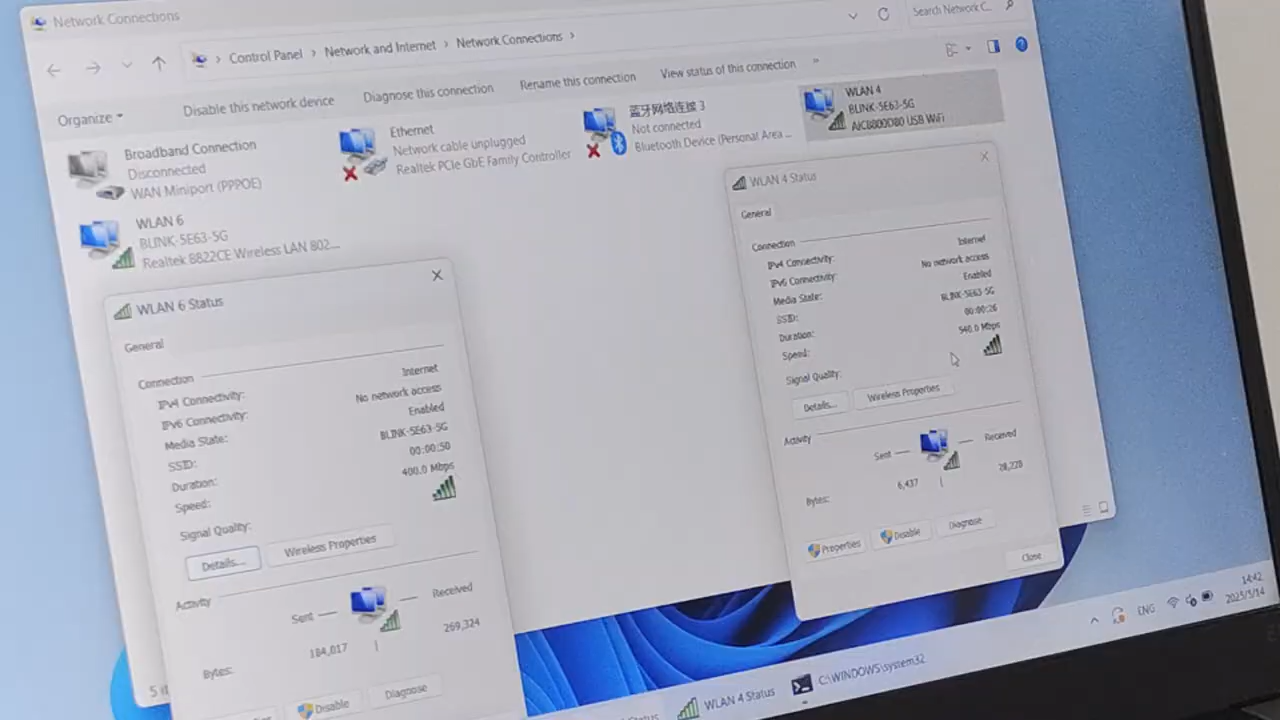 Network Connections
Control Panel > Network and Internet > Network Connections >
Search Network C...
Organize
Disable this network device
Diagnose this connection
Rename this connection
View status of this connection
»
Broadband Connection
Disconnected
WAN Miniport (PPPOE)
Ethernet
Network cable unplugged
Realtek PCIe GbE Family Controller
蓝牙网络连接 3
Not connected
Bluetooth Device (Personal Area ...
WLAN 4
BLINK-5E63-5G
AIC8800D80 USB WiFi
WLAN 6
BLINK-5E63-5G
Realtek 8822CE Wireless LAN 802....
WLAN 6 Status
General
Connection
IPv4 Connectivity: Internet
IPv6 Connectivity: No network access
Media State: Enabled
SSID: BLINK-5E63-5G
Duration: 00:00:50
Speed: 400.0 Mbps
Signal Quality:
Details...
Wireless Properties
Activity
Sent — — Received
Bytes: 184,017 | 269,324
Disable
Diagnose
WLAN 4 Status
General
Connection
IPv4 Connectivity: Internet
IPv6 Connectivity: No network access
Media State: Enabled
SSID: BLINK-5E63-5G
Duration: 00:00:26
Speed: 540.0 Mbps
Signal Quality:
Details...
Wireless Properties
Activity
Sent — — Received
Bytes: 6,437 | 28,228
Properties
Disable
Diagnose
Close
WLAN 4 Status
C:\WINDOWS\system32
ENG
14:42
2025/5/14